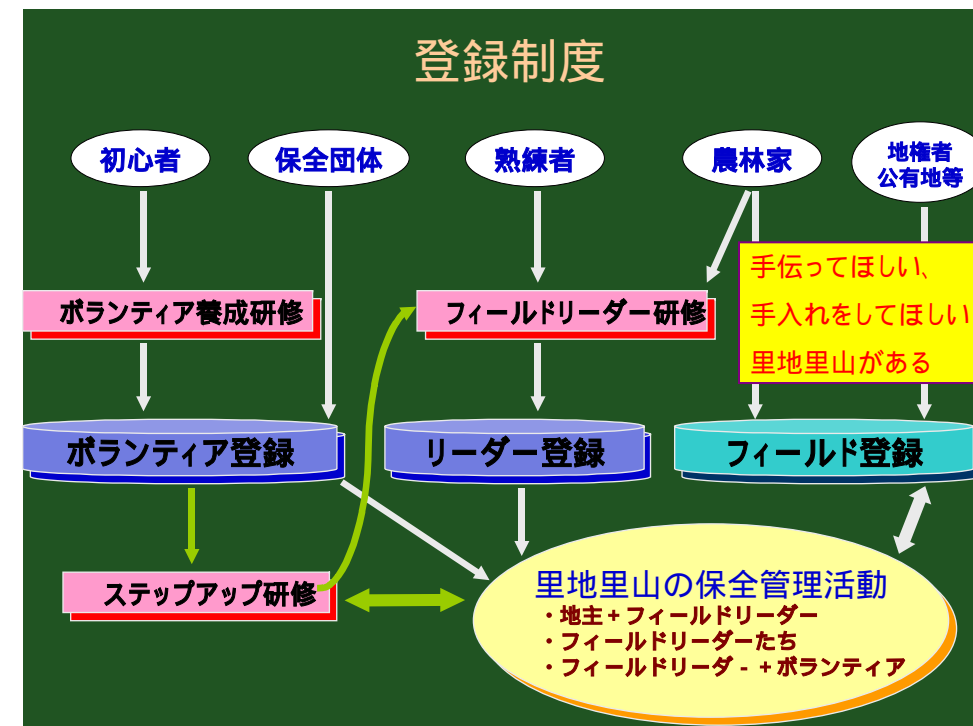 登録制度
初心者
保全団体
熟練者
農林家
地権者
公有地等
手伝ってほしい、
手入れをしてほしい
里地里山がある
ボランティア養成研修
フィールドリーダー研修
ボランティア登録
リーダー登録
フィールド登録
ステップアップ研修
里地里山の保全管理活動
・地主+フィールドリーダー
・フィールドリーダーたち
・フィールドリーダ-+ボランティア